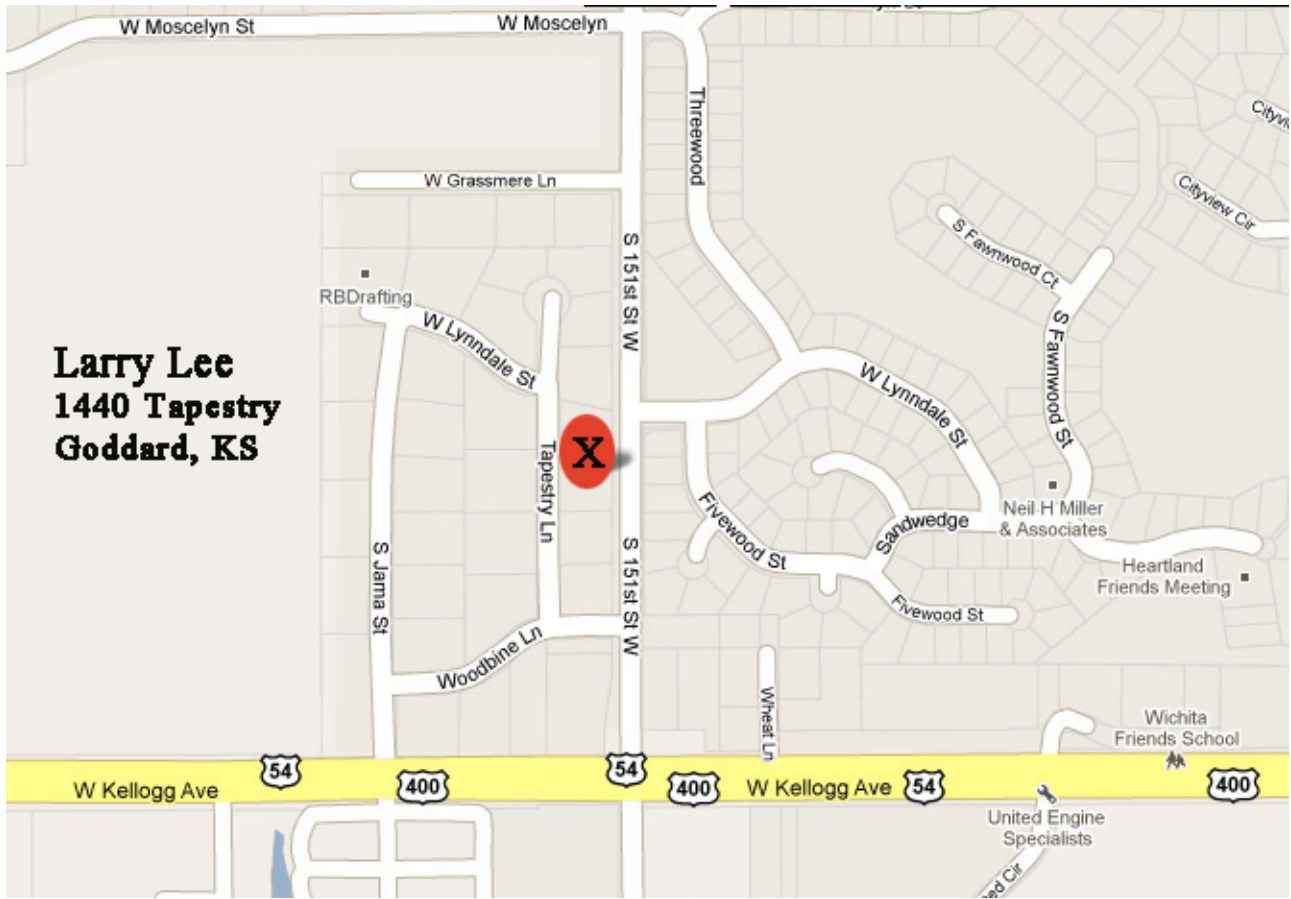 W Moscelyn St
W Moscelyn
Threewood
Cityview Cir
W Grassmere Ln
S Fawnwood Ct
S 151st St W
RBDrafting
W Lynndale St
S Fawnwood St
Larry Lee
1440 Tapestry
Goddard, KS
W Lynndale St
X
Tapestry Ln
Neil H Miller
& Associates
Fivewood St
Sandwedge
S Jama St
S 151st St W
Heartland
Friends Meeting
Fivewood St
Woodbine Ln
Wheat Ln
Wichita
Friends School
54
54
W Kellogg Ave
400
400
W Kellogg Ave
54
400
United Engine
Specialists
Cir